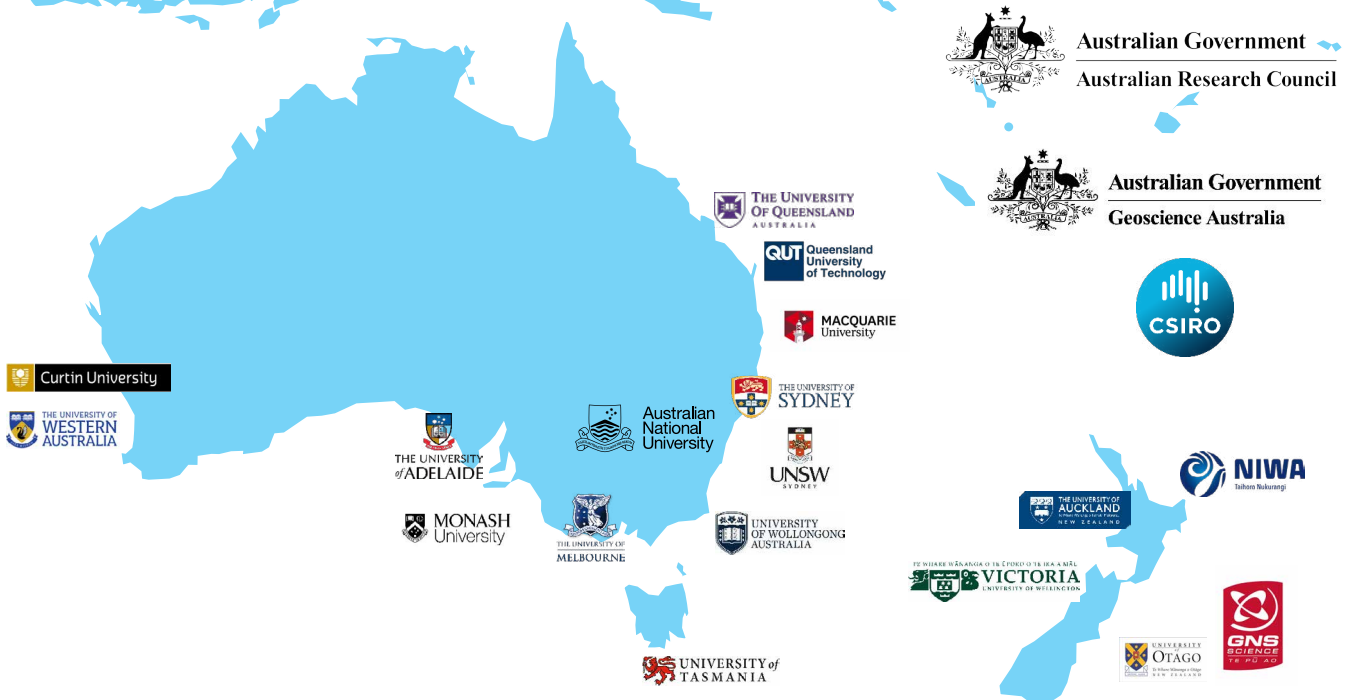 Australian Government
Australian Research Council
AUSTRALIA
Australian Government
Geoscience Australia
AUSTRALIA
THE UNIVERSITY
OF QUEENSLAND
AUSTRALIA
QUT
Queensland
University
of Technology
CSIRO
MACQUARIE
University
Curtin University
THE UNIVERSITY OF
WESTERN
AUSTRALIA
THE UNIVERSITY OF
SYDNEY
Australian
National
University
THE UNIVERSITY
of ADELAIDE
UNSW
SYDNEY
NIWA
Taihoro Nukurangi
THE UNIVERSITY OF
AUCKLAND
NEW ZEALAND
MONASH
University
THE UNIVERSITY OF
MELBOURNE
UNIVERSITY
OF WOLLONGONG
AUSTRALIA
VICTORIA
UNIVERSITY OF WELLINGTON
UNIVERSITY
of
OTAGO
NEW ZEALAND
GNS
SCIENCE
TE PŪ AO
UNIVERSITY of
TASMANIA